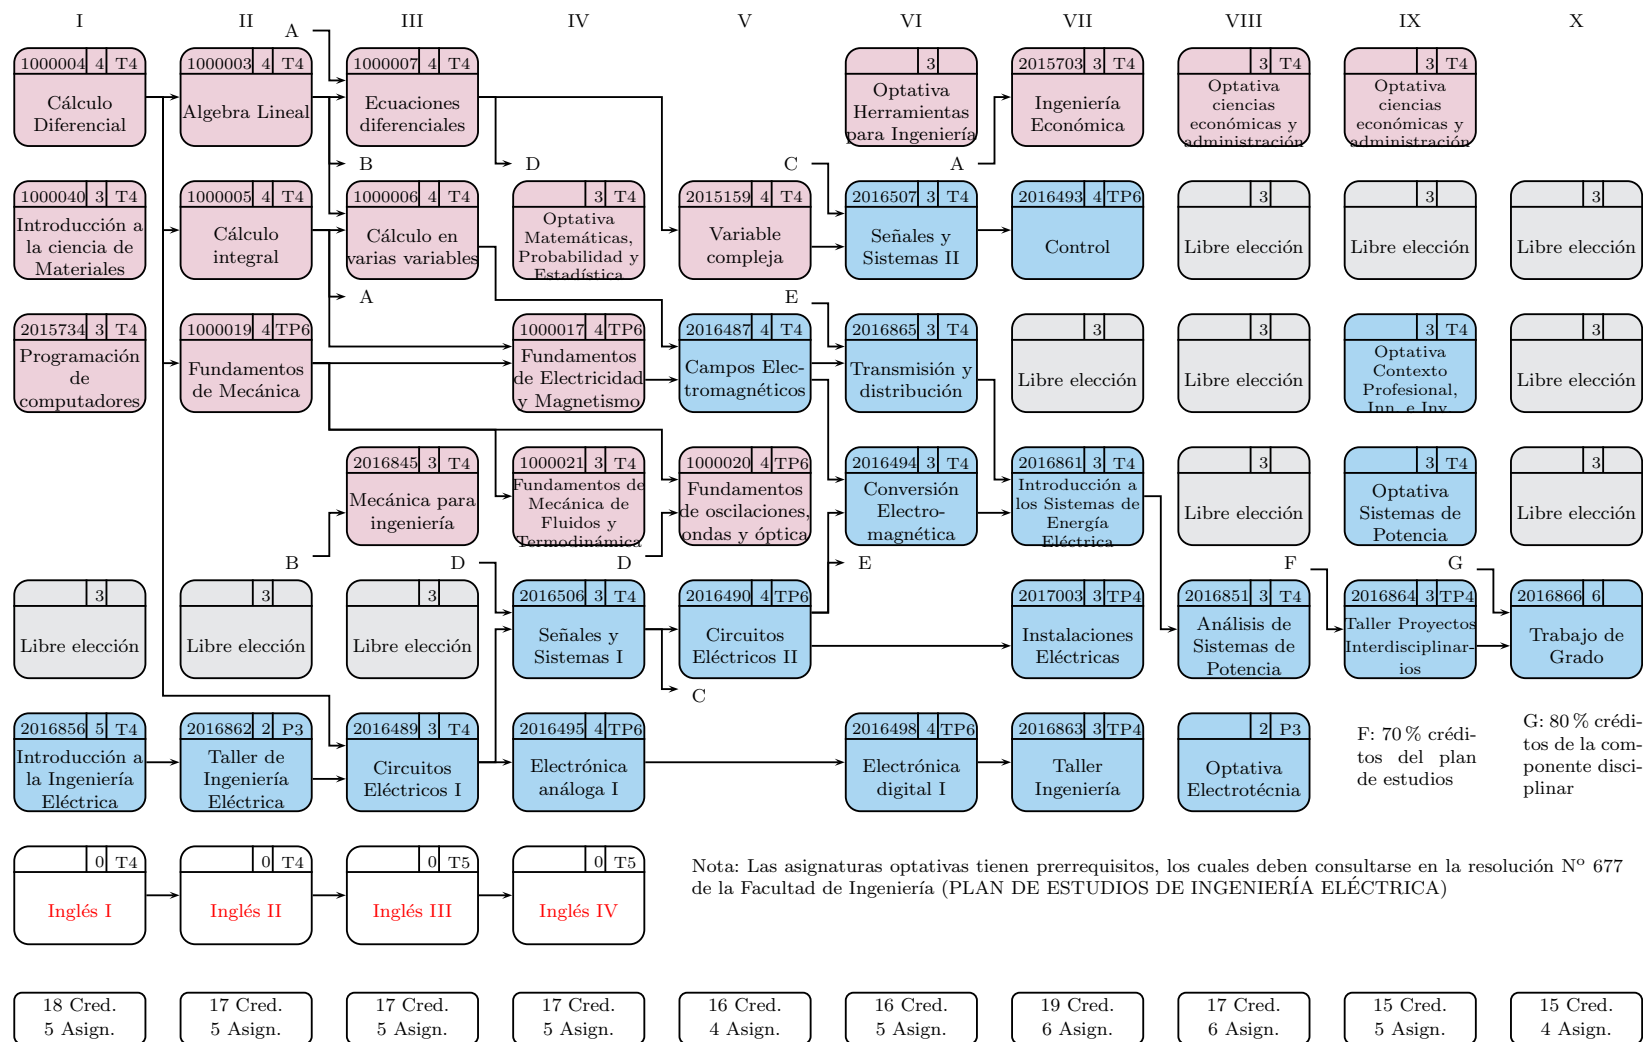 I II III IV V VI VII VIII IX X
A
1000004 4 T4
Cálculo
Diferencial
1000003 4 T4
Algebra Lineal
1000007 4 T4
Ecuaciones
diferenciales
3
Optativa
Herramientas
para Ingeniería
2015703 3 T4
Ingeniería
Económica
3 T4
Optativa
ciencias
económicas y
administración
3 T4
Optativa
ciencias
económicas y
administración
B
D
C
A
1000040 3 T4
Introducción a
la ciencia de
Materiales
1000005 4 T4
Cálculo
integral
1000006 4 T4
Cálculo en
varias variables
3 T4
Optativa
Matemáticas,
Probabilidad y
Estadística
2015159 4 T4
Variable
compleja
2016507 3 T4
Señales y
Sistemas II
2016493 4 TP6
Control
3
Libre elección
3
Libre elección
3
Libre elección
A
E
2015734 3 T4
Programación
de
computadores
1000019 4 TP6
Fundamentos
de Mecánica
1000017 4 TP6
Fundamentos
de Electricidad
y Magnetismo
2016487 4 T4
Campos Elec-
tromagnéticos
2016865 3 T4
Transmisión y
distribución
3
Libre elección
3
Libre elección
3 T4
Optativa
Contexto
Profesional,
Inn. e Inv.
3
Libre elección
2016845 3 T4
Mecánica para
ingeniería
1000021 3 T4
Fundamentos de
Mecánica de
Fluidos y
Termodinámica
1000020 4 TP6
Fundamentos
de oscilaciones,
ondas y óptica
2016494 3 T4
Conversión
Electro-
magnética
2016861 3 T4
Introducción a
los Sistemas de
Energía
Eléctrica
3
Libre elección
3 T4
Optativa
Sistemas de
Potencia
3
Libre elección
B
D
D
E
F
G
3
Libre elección
3
Libre elección
3
Libre elección
2016506 3 T4
Señales y
Sistemas I
2016490 4 TP6
Circuitos
Eléctricos II
2017003 3 TP4
Instalaciones
Eléctricas
2016851 3 T4
Análisis de
Sistemas de
Potencia
2016864 3 TP4
Taller Proyectos
Interdisciplinar-
ios
2016866 6
Trabajo de
Grado
C
2016856 5 T4
Introducción a
la Ingeniería
Eléctrica
2016862 2 P3
Taller de
Ingeniería
Eléctrica
2016489 3 T4
Circuitos
Eléctricos I
2016495 4 TP6
Electrónica
análoga I
2016498 4 TP6
Electrónica
digital I
2016863 3 TP4
Taller
Ingeniería
2 P3
Optativa
Electrotécnia
F: 70 % crédi-
tos del plan
de estudios
G: 80 % crédi-
tos de la com-
ponente disci-
plinar
0 T4
Inglés I
0 T4
Inglés II
0 T5
Inglés III
0 T5
Inglés IV
Nota: Las asignaturas optativas tienen prerrequisitos, los cuales deben consultarse en la resolución Nº 677
de la Facultad de Ingeniería (PLAN DE ESTUDIOS DE INGENIERÍA ELÉCTRICA)
18 Cred.
5 Asign.
17 Cred.
5 Asign.
17 Cred.
5 Asign.
17 Cred.
5 Asign.
16 Cred.
4 Asign.
16 Cred.
5 Asign.
19 Cred.
6 Asign.
17 Cred.
6 Asign.
15 Cred.
5 Asign.
15 Cred.
4 Asign.